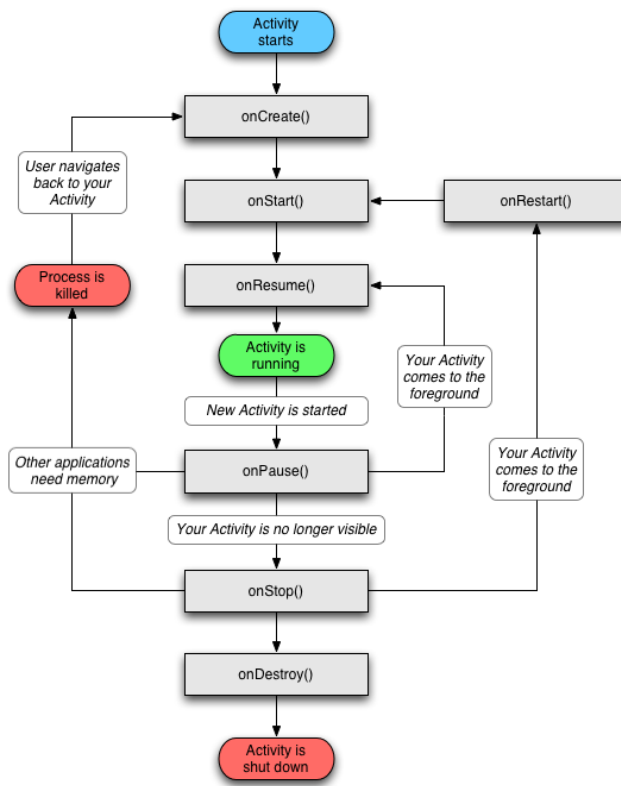 Activity
starts
onCreate()
User navigates
back to your
Activity
onStart()
onRestart()
Process is
killed
onResume()
Activity is
running
Your Activity
comes to the
foreground
New Activity is started
Other applications
need memory
onPause()
Your Activity
comes to the
foreground
Your Activity is no longer visible
onStop()
onDestroy()
Activity is
shut down